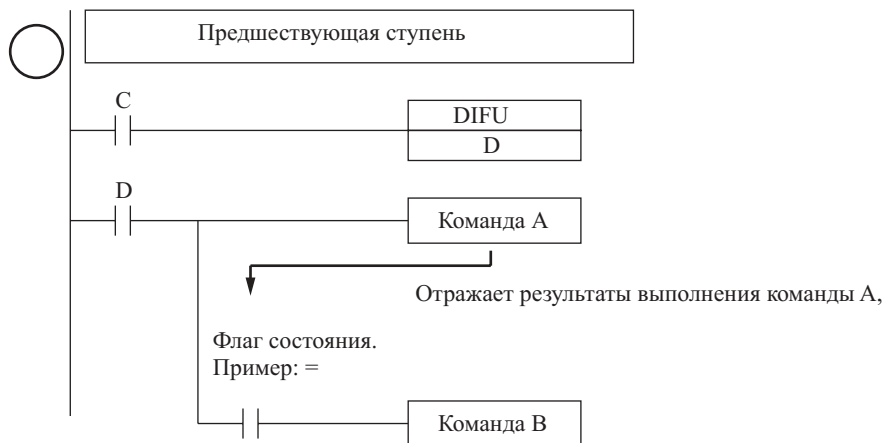 Предшествующая ступень
C
DIFU
D
D
Команда A
Отражает результаты выполнения команды A,
Флаг состояния.
Пример: =
Команда B